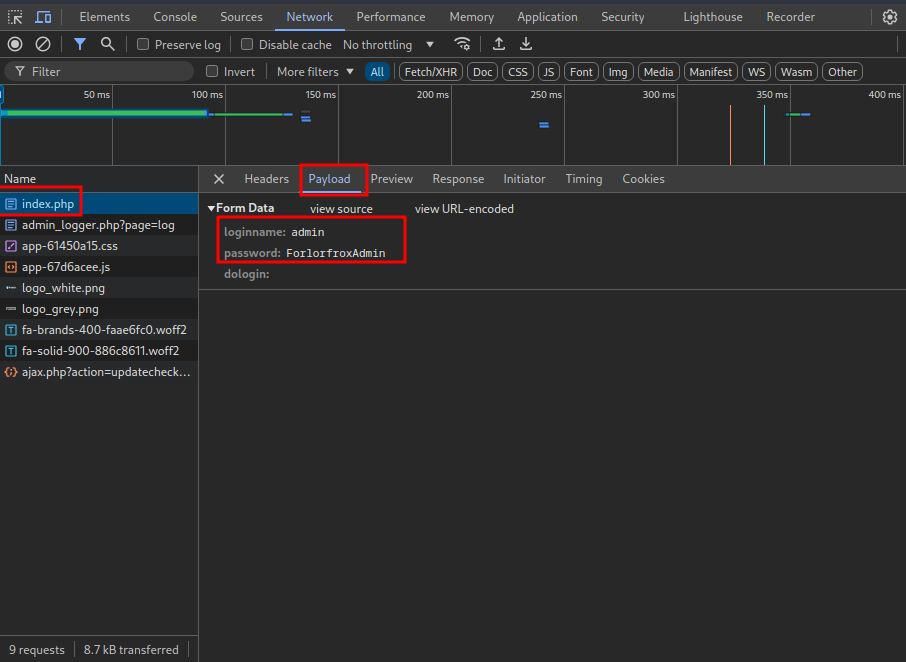 Elements Console Sources Network Performance Memory Application Security Lighthouse Recorder
Preserve log Disable cache No throttling
Filter Invert More filters All Fetch/XHR Doc CSS JS Font Img Media Manifest WS Wasm Other
50 ms 100 ms 150 ms 200 ms 250 ms 300 ms 350 ms 400 ms
Name
Headers Payload Preview Response Initiator Timing Cookies
index.php
admin_logger.php?page=log
app-61450a15.css
app-67d6acee.js
logo_white.png
logo_grey.png
fa-brands-400-faae6fc0.woff2
fa-solid-900-886c8611.woff2
ajax.php?action=updatecheck…
Form Data view source view URL-encoded
loginname: admin
password: ForlorfroxAdmin
dologin:
9 requests 8.7 kB transferred